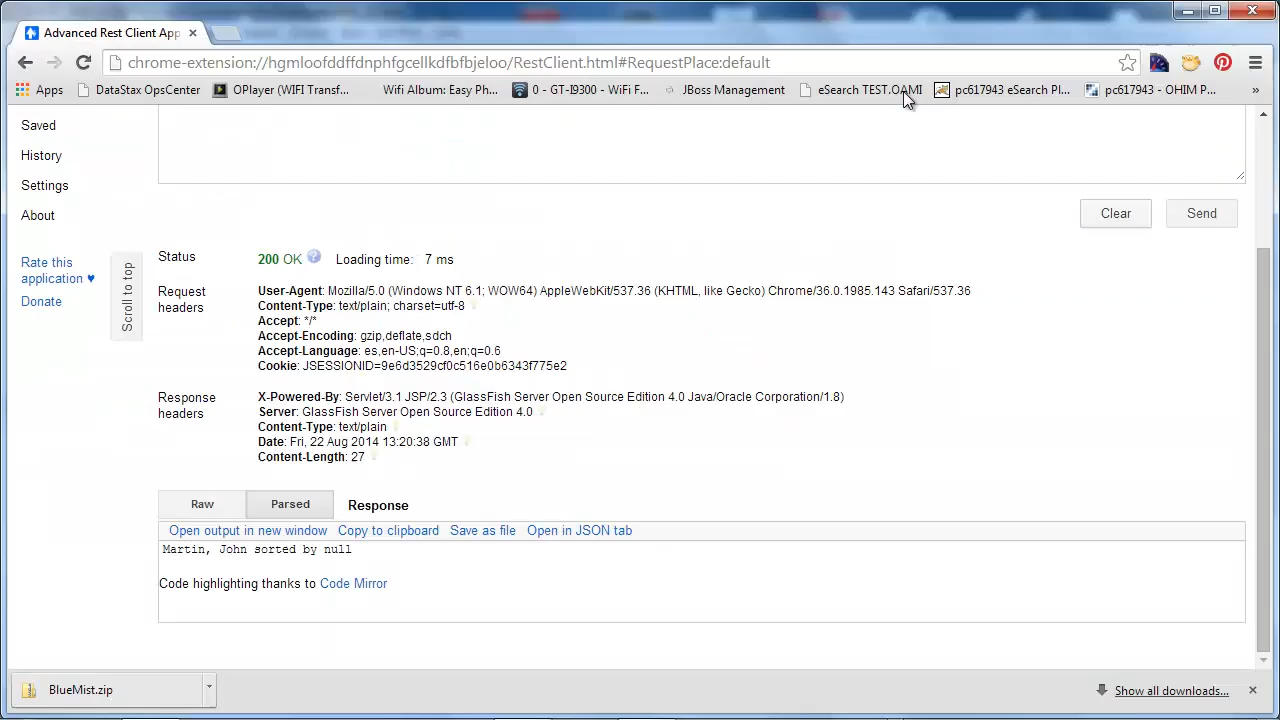 Advanced Rest Client App
chrome-extension://hgmloofddffdnphfgcellkdfbfbjeloo/RestClient.html#RequestPlace:default
Apps DataStax OpsCenter OPlayer (WIFI Transf... Wifi Album: Easy Ph... 0 - GT-I9300 - WiFi F... JBoss Management eSearch TEST.OAMI pc617943 eSearch Pl... pc617943 - OHIM P... »
Saved
History
Settings
About
Clear Send
Rate this
application ♥
Donate
Scroll to top
Status 200 OK Loading time: 7 ms
Request
headers
User-Agent: Mozilla/5.0 (Windows NT 6.1; WOW64) AppleWebKit/537.36 (KHTML, like Gecko) Chrome/36.0.1985.143 Safari/537.36
Content-Type: text/plain; charset=utf-8
Accept: */*
Accept-Encoding: gzip,deflate,sdch
Accept-Language: es,en-US;q=0.8,en;q=0.6
Cookie: JSESSIONID=9e6d3529cf0c516e0b6343f775e2
Response
headers
X-Powered-By: Servlet/3.1 JSP/2.3 (GlassFish Server Open Source Edition 4.0 Java/Oracle Corporation/1.8)
Server: GlassFish Server Open Source Edition 4.0
Content-Type: text/plain
Date: Fri, 22 Aug 2014 13:20:38 GMT
Content-Length: 27
Raw Parsed Response
Open output in new window Copy to clipboard Save as file Open in JSON tab
Martin, John sorted by null
Code highlighting thanks to Code Mirror
BlueMist.zip Show all downloads...